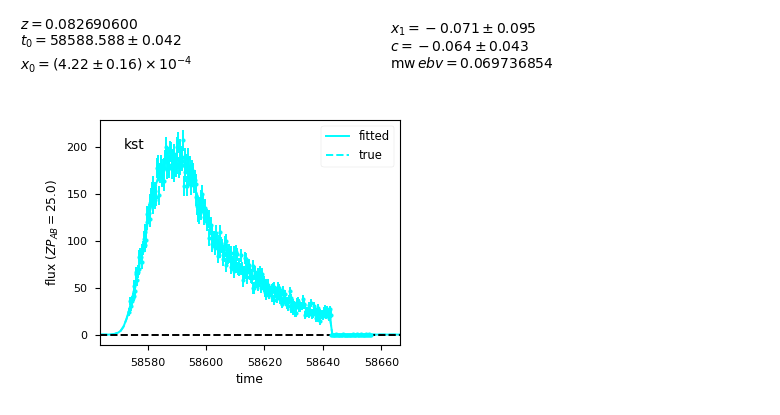 z = 0.082690600
t₀ = 58588.588 ± 0.042
x₀ = (4.22 ± 0.16) × 10⁻⁴
x₁ = −0.071 ± 0.095
c = −0.064 ± 0.043
mw ebv = 0.069736854
kst
fitted
true
flux (ZP_AB = 25.0)
200
150
100
50
0
58580 58600 58620 58640 58660
time